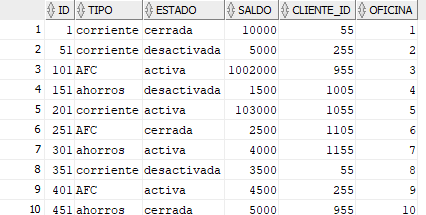 ID TIPO ESTADO SALDO CLIENTE_ID OFICINA
1 1 corriente cerrada 10000 55 1
2 51 corriente desactivada 5000 255 2
3 101 AFC activa 1002000 955 3
4 151 ahorros desactivada 1500 1005 4
5 201 corriente activa 103000 1055 5
6 251 AFC cerrada 2500 1105 6
7 301 ahorros activa 4000 1155 7
8 351 corriente desactivada 3500 55 8
9 401 AFC activa 4500 255 9
10 451 ahorros cerrada 5000 955 10